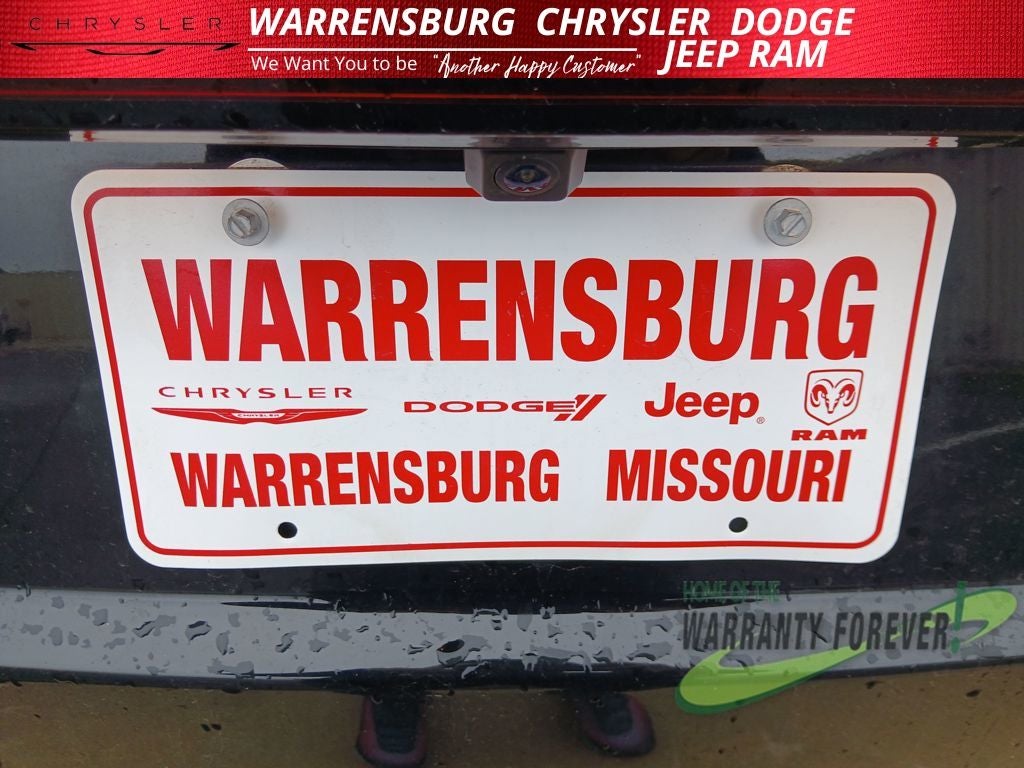 CHRYSLER
WARRENSBURG CHRYSLER DODGE
JEEP RAM
We Want You to be "Another Happy Customer"
WARRENSBURG
CHRYSLER
CHRYSLER
DODGE
Jeep®
RAM
WARRENSBURG MISSOURI
HOME OF THE
WARRANTY FOREVER!